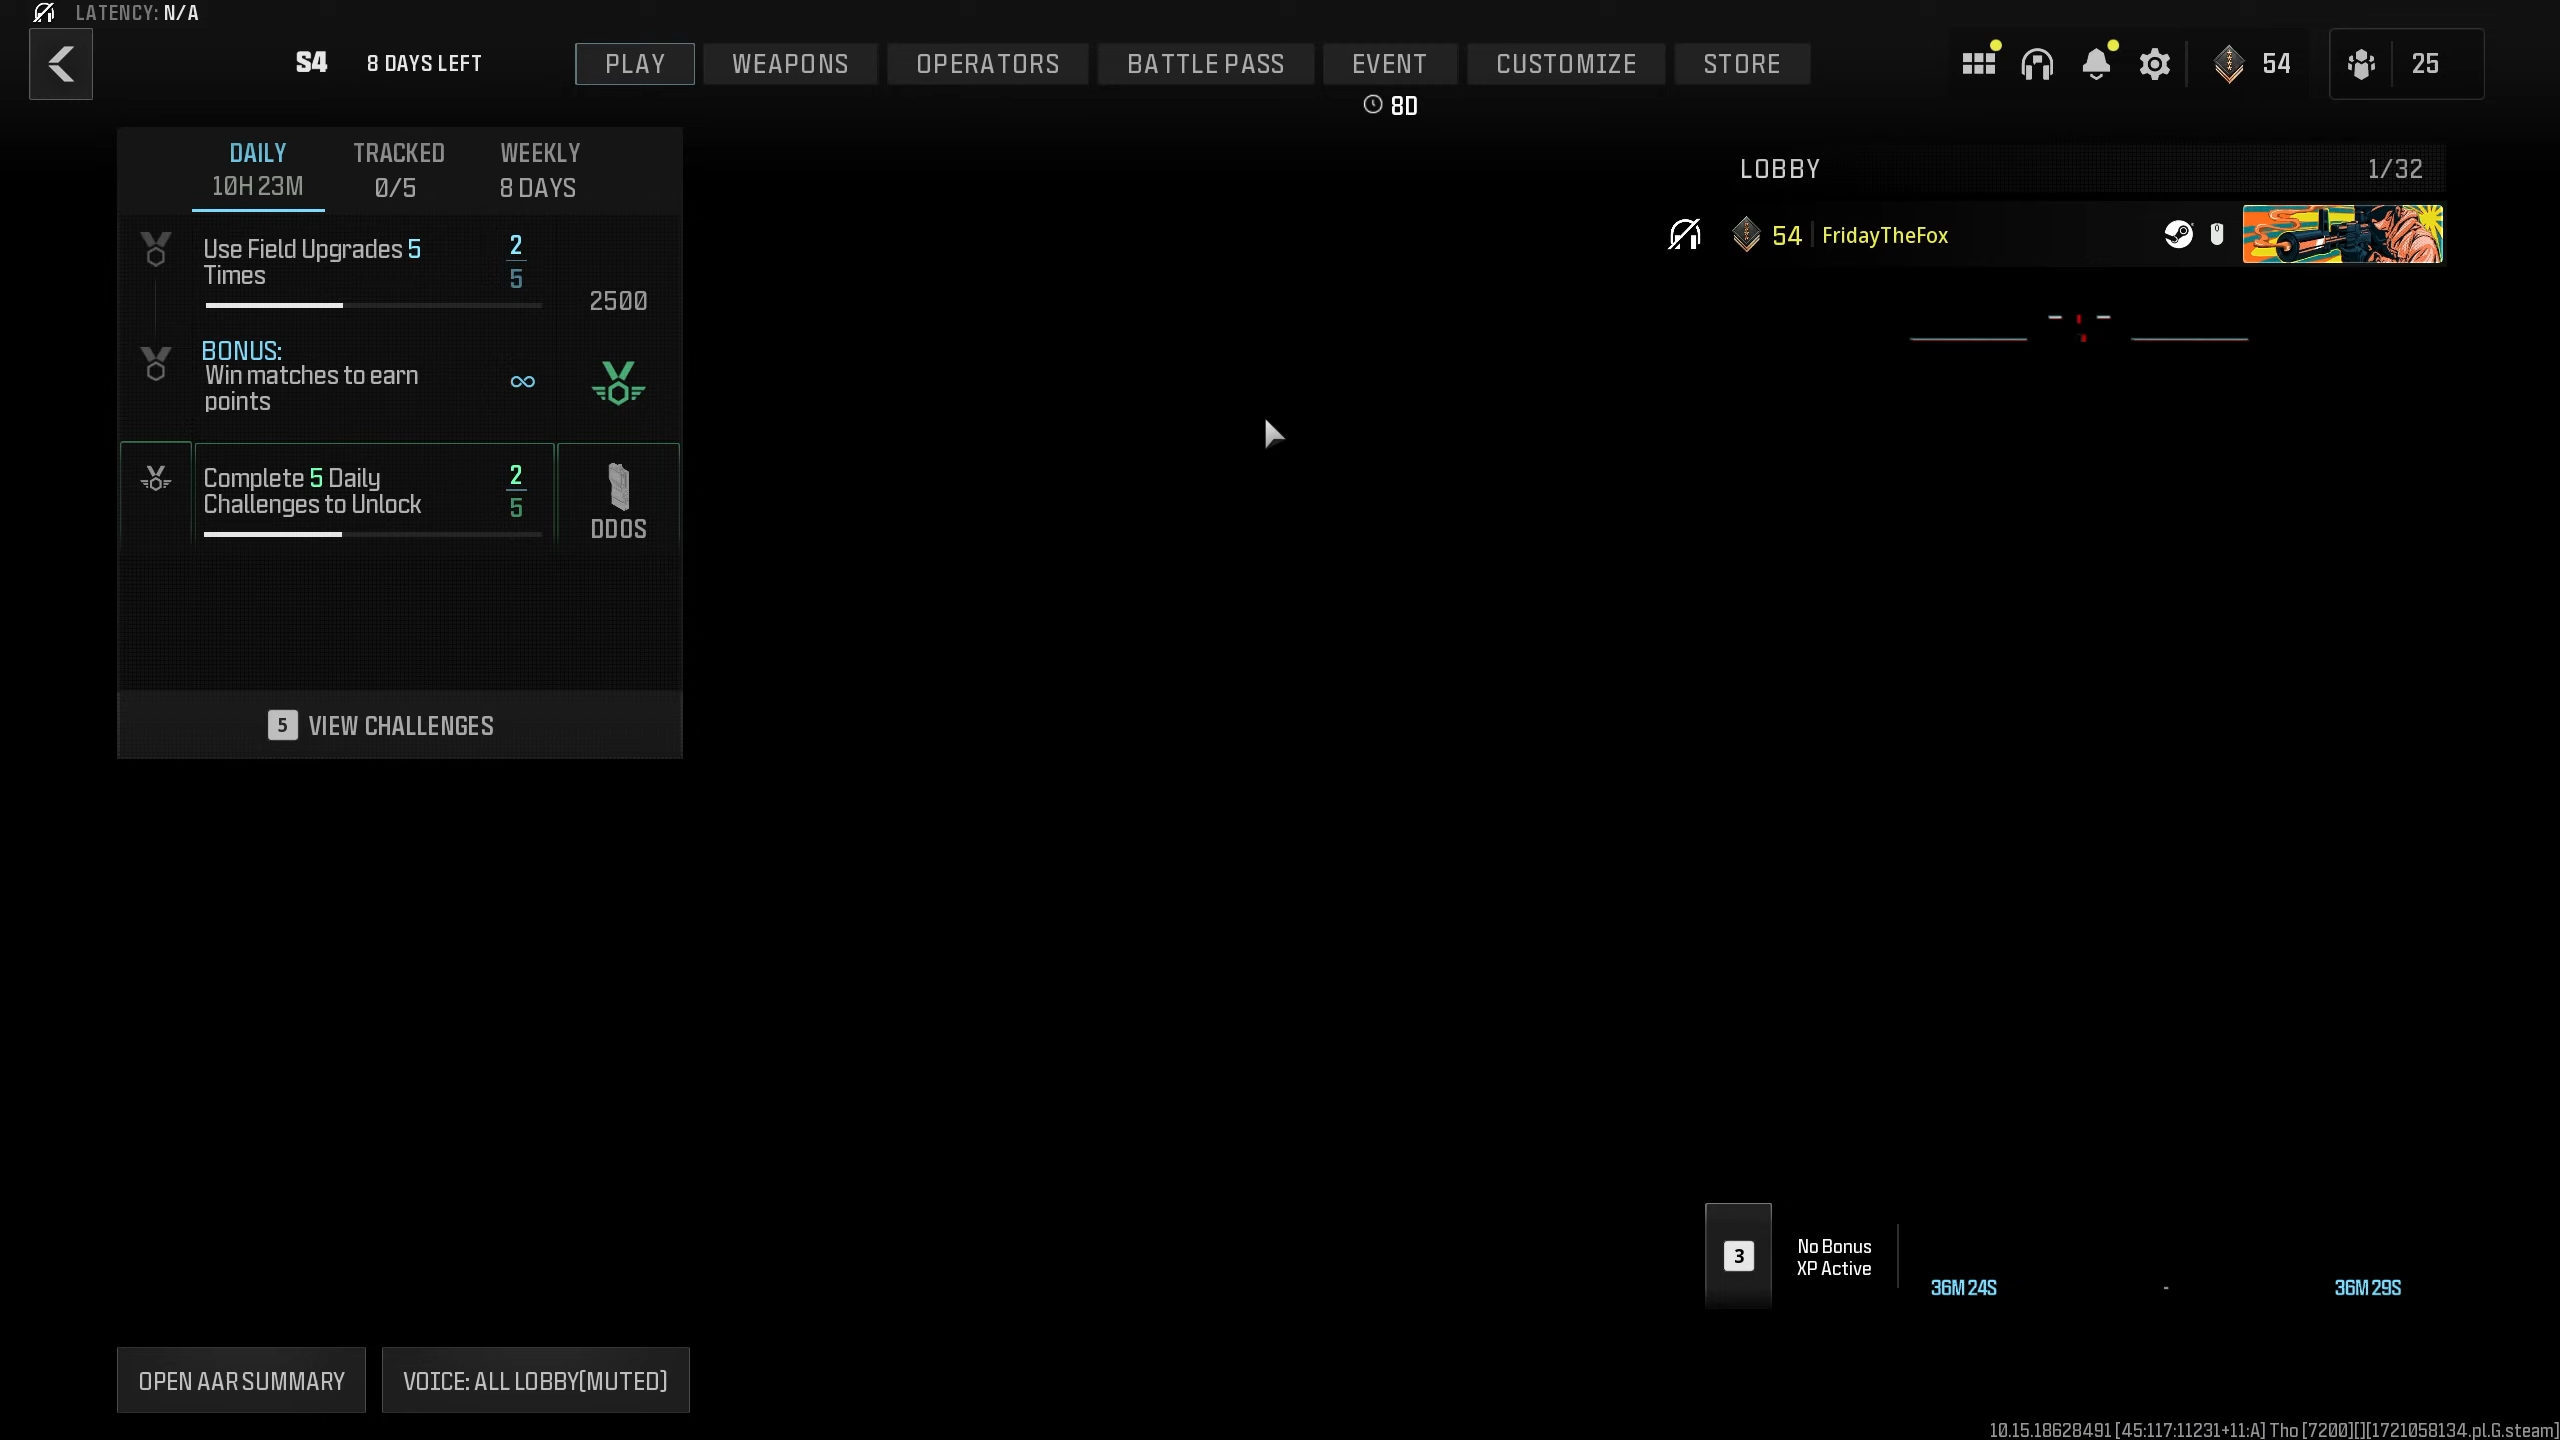 LATENCY: N/A
S4 8 DAYS LEFT PLAY WEAPONS OPERATORS BATTLE PASS EVENT CUSTOMIZE STORE 54 25
8D
DAILY TRACKED WEEKLY
10H 23M 0/5 8 DAYS
LOBBY 1/32
54 FridayTheFox
Use Field Upgrades 5
Times
2
5
2500
BONUS:
Win matches to earn
points
∞
Complete 5 Daily
Challenges to Unlock
2
5
DDOS
5 VIEW CHALLENGES
3
No Bonus
XP Active
36M 24S - 36M 29S
OPEN AAR SUMMARY VOICE: ALL LOBBY[MUTED]
10.15.18628491 [45:117:11231+11:A] Tho [7200][][1721058134.pl.G.steam]